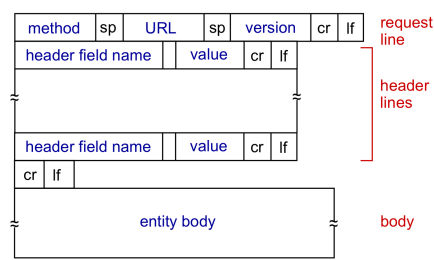 method sp URL sp version cr lf request
line
header field name value cr lf
header
lines
header field name value cr lf
cr lf
entity body body